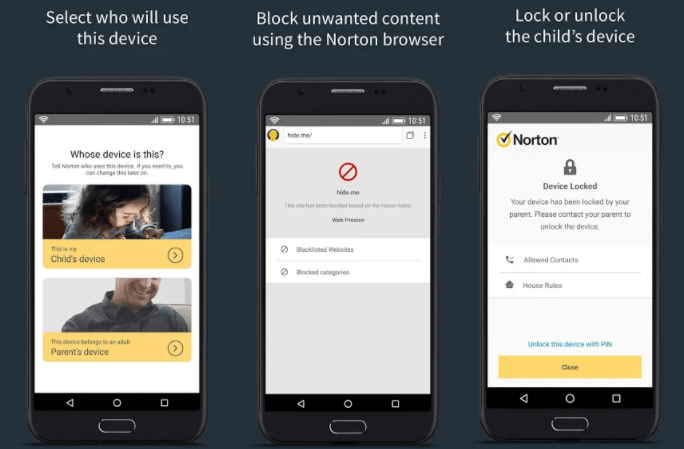 Select who will use
this device
10:51
Whose device is this?
Tell Norton who uses this device. If you need to, you
can change this later on.
This is my
Child's device
This device belongs to an adult
Parent's device
Block unwanted content
using the Norton browser
10:51
hide.me/
hide.me
This site has been blocked based on the House Rules:
Web Proxies
Blacklisted Websites
Blocked categories
Lock or unlock
the child's device
10:51
Norton
Device Locked
Your device has been locked by your
parent. Please contact your parent to
unlock the device.
Allowed Contacts
House Rules
Unlock this device with PIN
Close